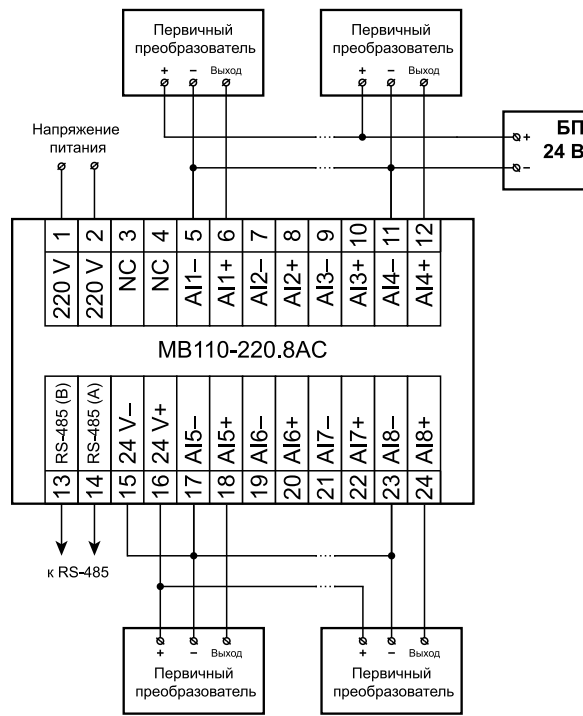 Первичный
преобразователь
+ − Выход
Первичный
преобразователь
+ − Выход
Напряжение
питания
БП
24 В
+
−
1 2 3 4 5 6 7 8 9 10 11 12
220 V 220 V NC NC AI1− AI1+ AI2− AI2+ AI3− AI3+ AI4− AI4+
МВ110-220.8АС
RS-485 (B) RS-485 (A) 24 V− 24 V+ AI5− AI5+ AI6− AI6+ AI7− AI7+ AI8− AI8+
13 14 15 16 17 18 19 20 21 22 23 24
к RS-485
+ − Выход
Первичный
преобразователь
+ − Выход
Первичный
преобразователь